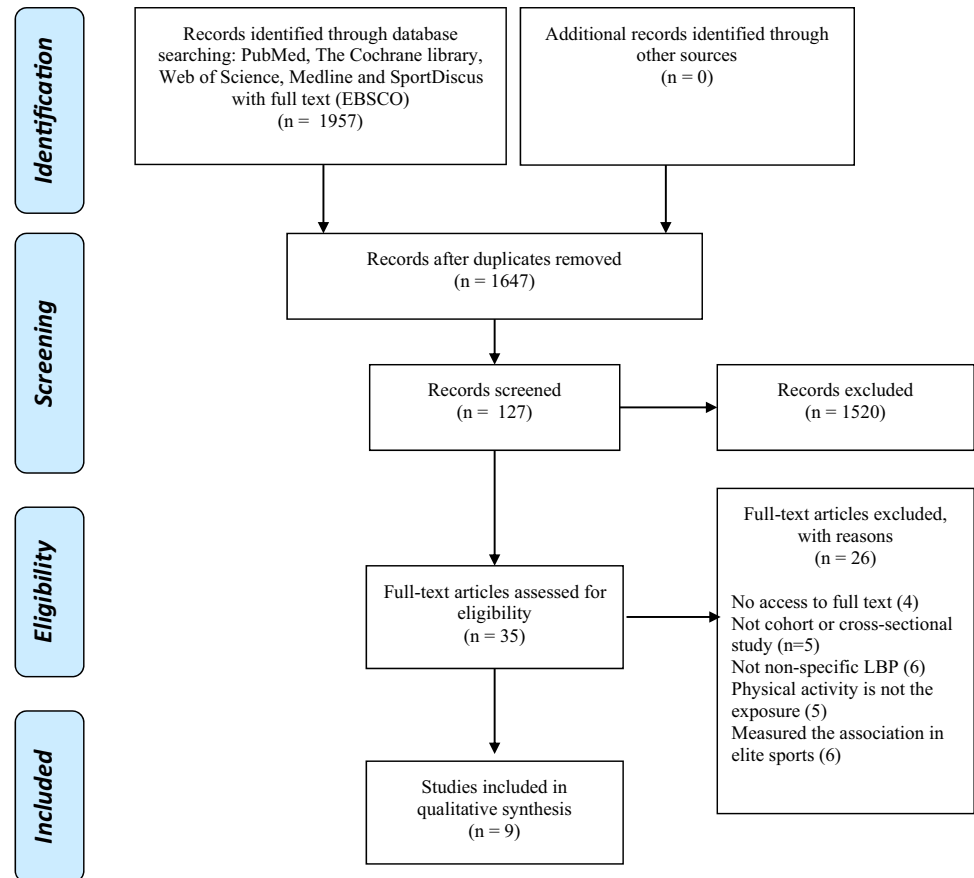 Identification
Records identified through database
searching: PubMed, The Cochrane library,
Web of Science, Medline and SportDiscus
with full text (EBSCO)
(n =  1957)
Additional records identified through
other sources
(n = 0)
Screening
Records after duplicates removed
(n = 1647)
Records screened
(n =  127)
Records excluded
(n = 1520)
Eligibility
Full-text articles assessed for
eligibility
(n = 35)
Full-text articles excluded,
with reasons
(n = 26)
No access to full text (4)
Not cohort or cross-sectional
study (n=5)
Not non-specific LBP (6)
Physical activity is not the
exposure (5)
Measured the association in
elite sports (6)
Included
Studies included in
qualitative synthesis
(n = 9)